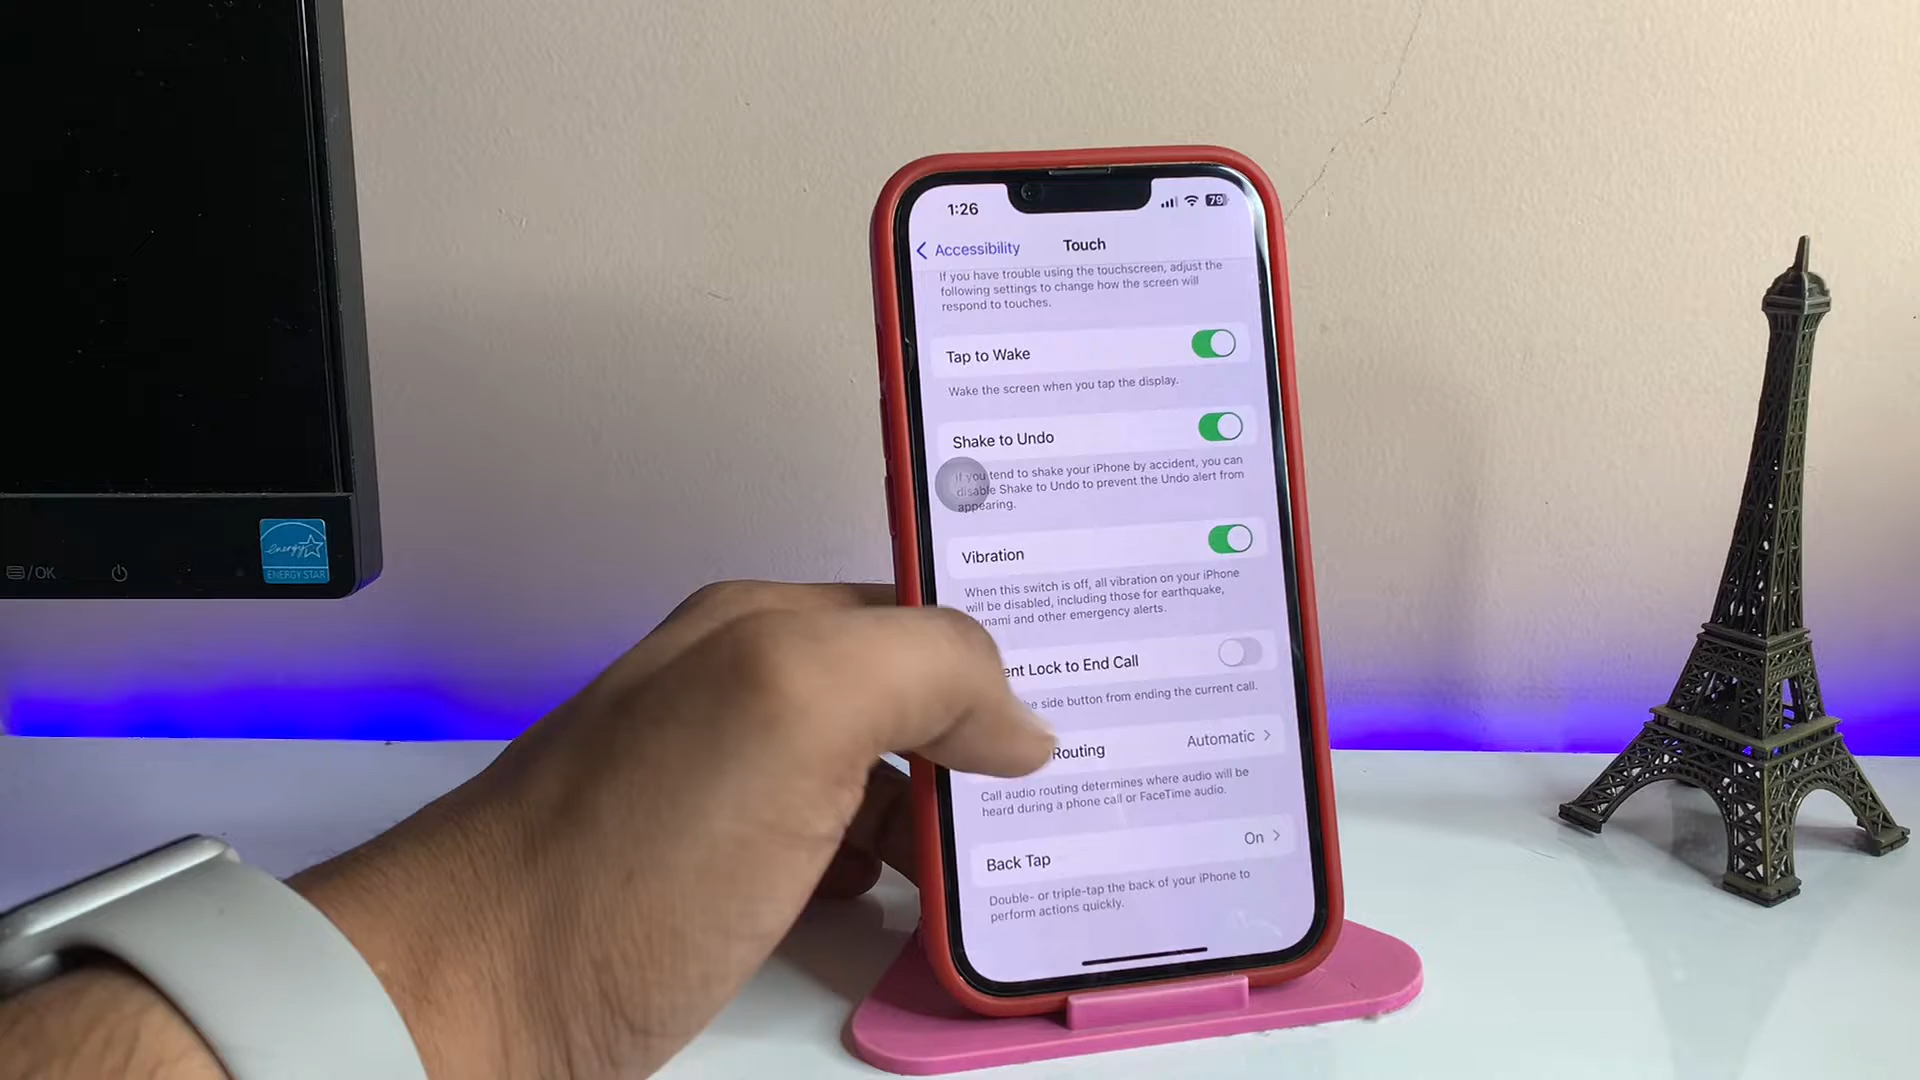 1:26
79
Accessibility
Touch
If you have trouble using the touchscreen, adjust the
following settings to change how the screen will
respond to touches.
Tap to Wake
Wake the screen when you tap the display.
Shake to Undo
If you tend to shake your iPhone by accident, you can
disable Shake to Undo to prevent the Undo alert from
appearing.
Vibration
When this switch is off, all vibration on your iPhone
will be disabled, including those for earthquake,
and other emergency alerts.
Lock to End Call
side button from ending the current call.
Routing
Automatic
Call audio routing determines where audio will be
heard during a phone call or FaceTime audio.
Back Tap
On
Double- or triple-tap the back of your iPhone to
perform actions quickly.
/OK
energy
ENERGY STAR